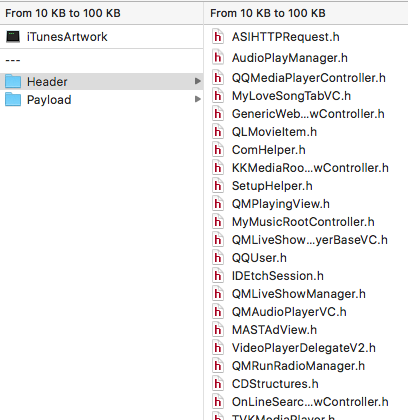 From 10 KB to 100 KB
iTunesArtwork
---
Header
Payload
From 10 KB to 100 KB
ASIHTTPRequest.h
AudioPlayManager.h
QQMediaPlayerController.h
MyLoveSongTabVC.h
GenericWeb...wController.h
QLMovieItem.h
ComHelper.h
KKMediaRoo...wController.h
SetupHelper.h
QMPlayingView.h
MyMusicRootController.h
QMLiveShow...yerBaseVC.h
QQUser.h
IDEtchSession.h
QMLiveShowManager.h
QMAudioPlayerVC.h
MASTAdView.h
VideoPlayerDelegateV2.h
QMRunRadioManager.h
CDStructures.h
OnLineSearc...wController.h
TVKMediaPlayer.h